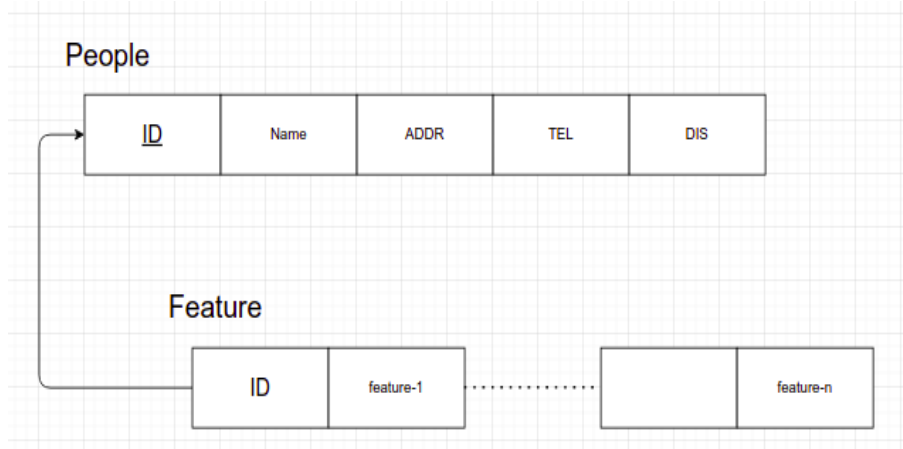 People
ID Name ADDR TEL DIS
Feature
ID feature-1 feature-n